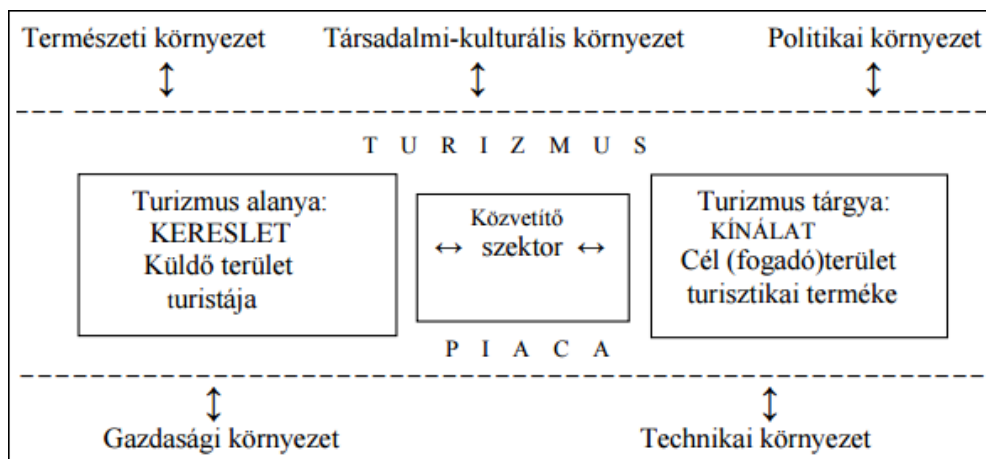 Természeti környezet Társadalmi-kulturális környezet Politikai környezet
T U R I Z M U S
Turizmus alanya:
KERESLET
Küldő terület
turistája
Közvetítő
↔ szektor ↔
Turizmus tárgya:
KÍNÁLAT
Cél (fogadó)terület
turisztikai terméke
P I A C A
Gazdasági környezet Technikai környezet